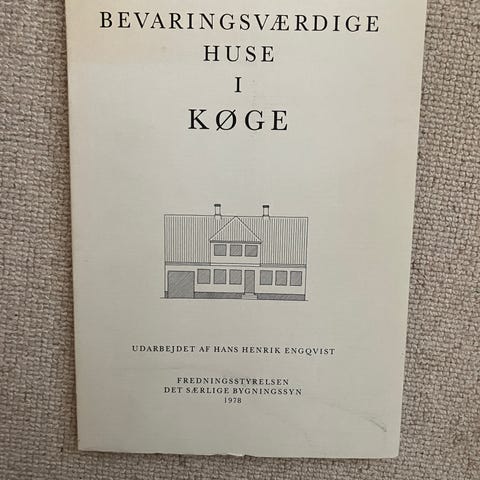 BEVARINGSVÆRDIGE
HUSE
I
KØGE
UDARBEJDET AF HANS HENRIK ENGQVIST
FREDNINGSSTYRELSEN
DET SÆRLIGE BYGNINGSSYN
1978